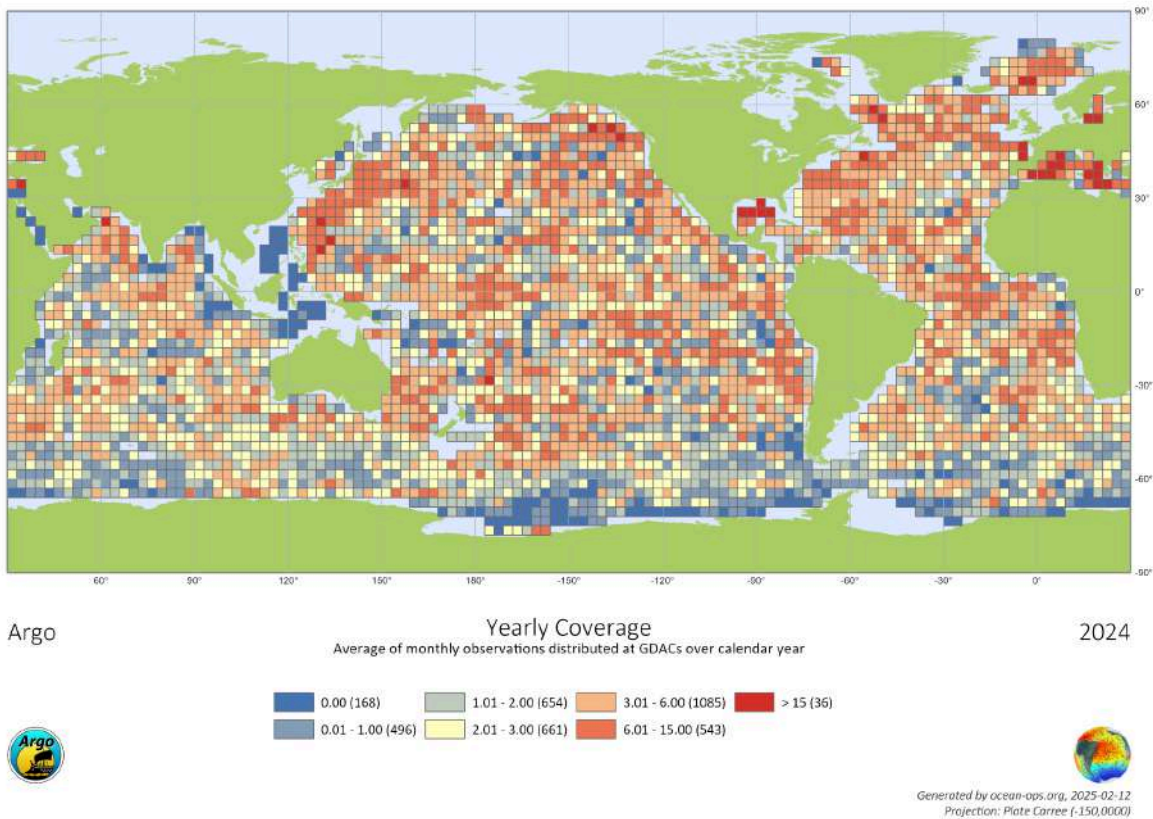 90°
60°
30°
0°
-30°
-60°
-90°
60° 90° 120° 150° 180° -150° -120° -90° -60° -30° 0°
Argo
Yearly Coverage
2024
Average of monthly observations distributed at GDACs over calendar year
0.00 (168) 1.01 - 2.00 (654) 3.01 - 6.00 (1085) > 15 (36)
0.01 - 1.00 (496) 2.01 - 3.00 (661) 6.01 - 15.00 (543)
Argo
Generated by ocean-ops.org, 2025-02-12
Projection: Plate Carree (-150,0000)